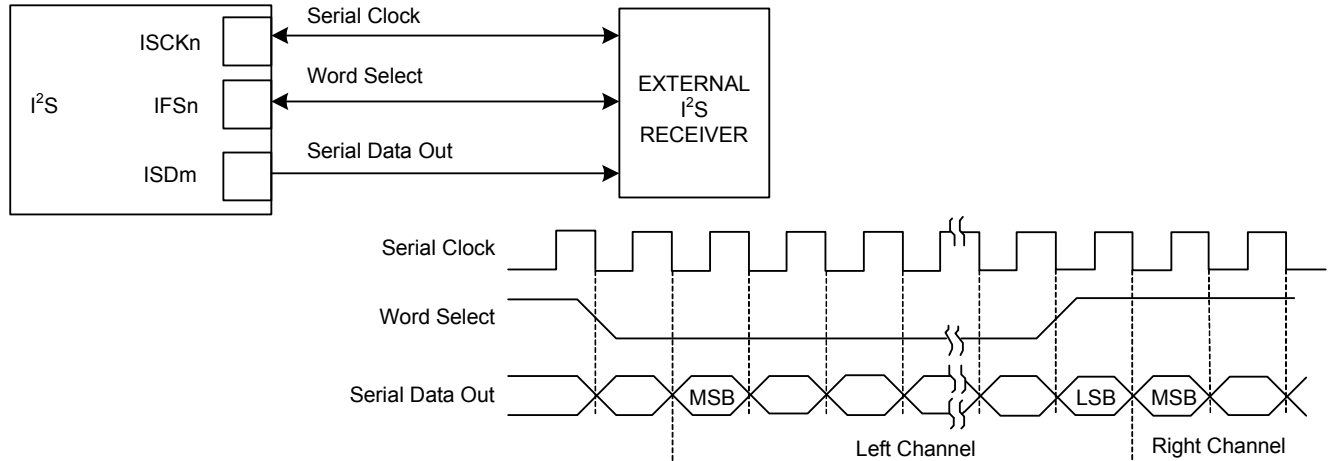 Serial Clock
ISCKn
Word Select
I²S
IFSn
EXTERNAL
I²S
RECEIVER
Serial Data Out
ISDm
Serial Clock
Word Select
Serial Data Out
MSB
LSB
MSB
Left Channel
Right Channel